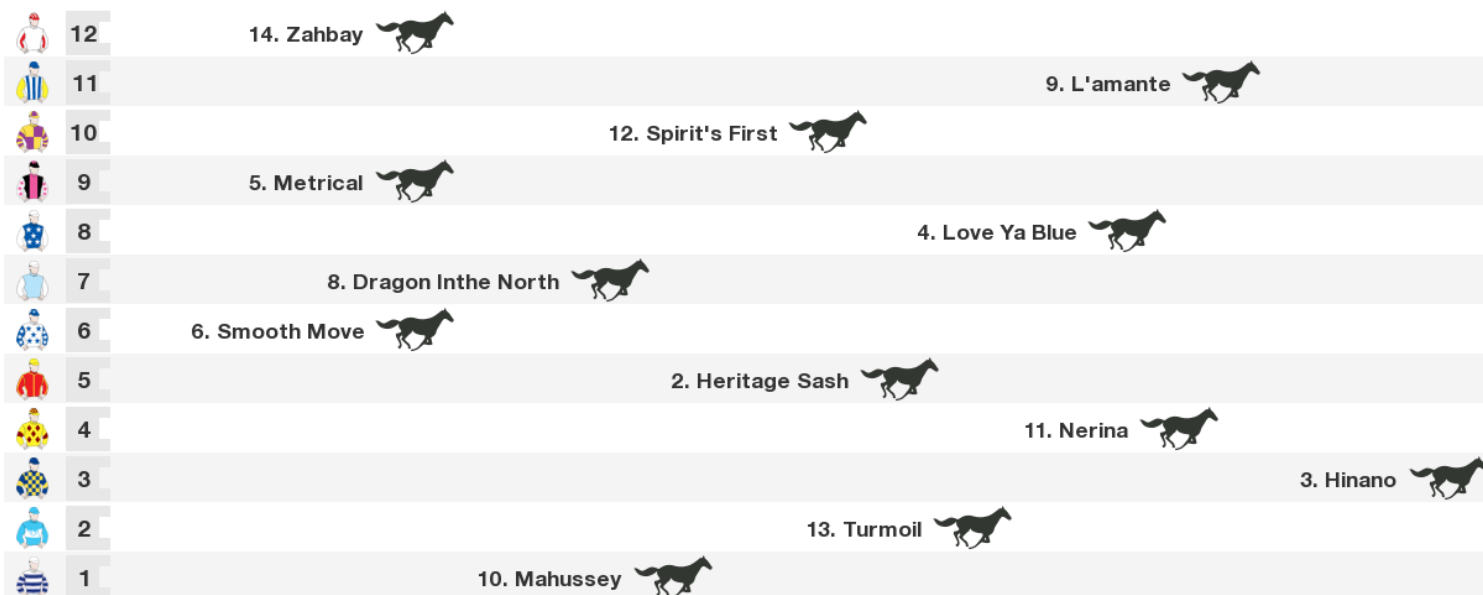 12 14. Zahbay
11 9. L'amante
10 12. Spirit's First
9 5. Metrical
8 4. Love Ya Blue
7 8. Dragon Inthe North
6 6. Smooth Move
5 2. Heritage Sash
4 11. Nerina
3 3. Hinano
2 13. Turmoil
1 10. Mahussey